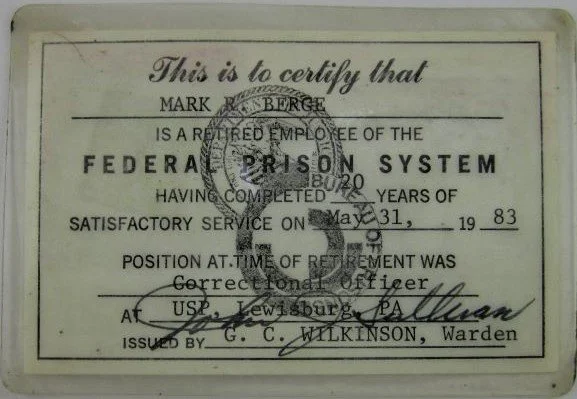 This is to certify that
MARK R. BERGE
IS A RETIRED EMPLOYEE OF THE
FEDERAL PRISON SYSTEM
HAVING COMPLETED 20 YEARS OF
SATISFACTORY SERVICE ON May 31, 19 83
POSITION AT TIME OF RETIREMENT WAS
Correctional Officer
AT USP, Lewisburg, PA
ISSUED BY G. C. WILKINSON, Warden
BUREAU OF